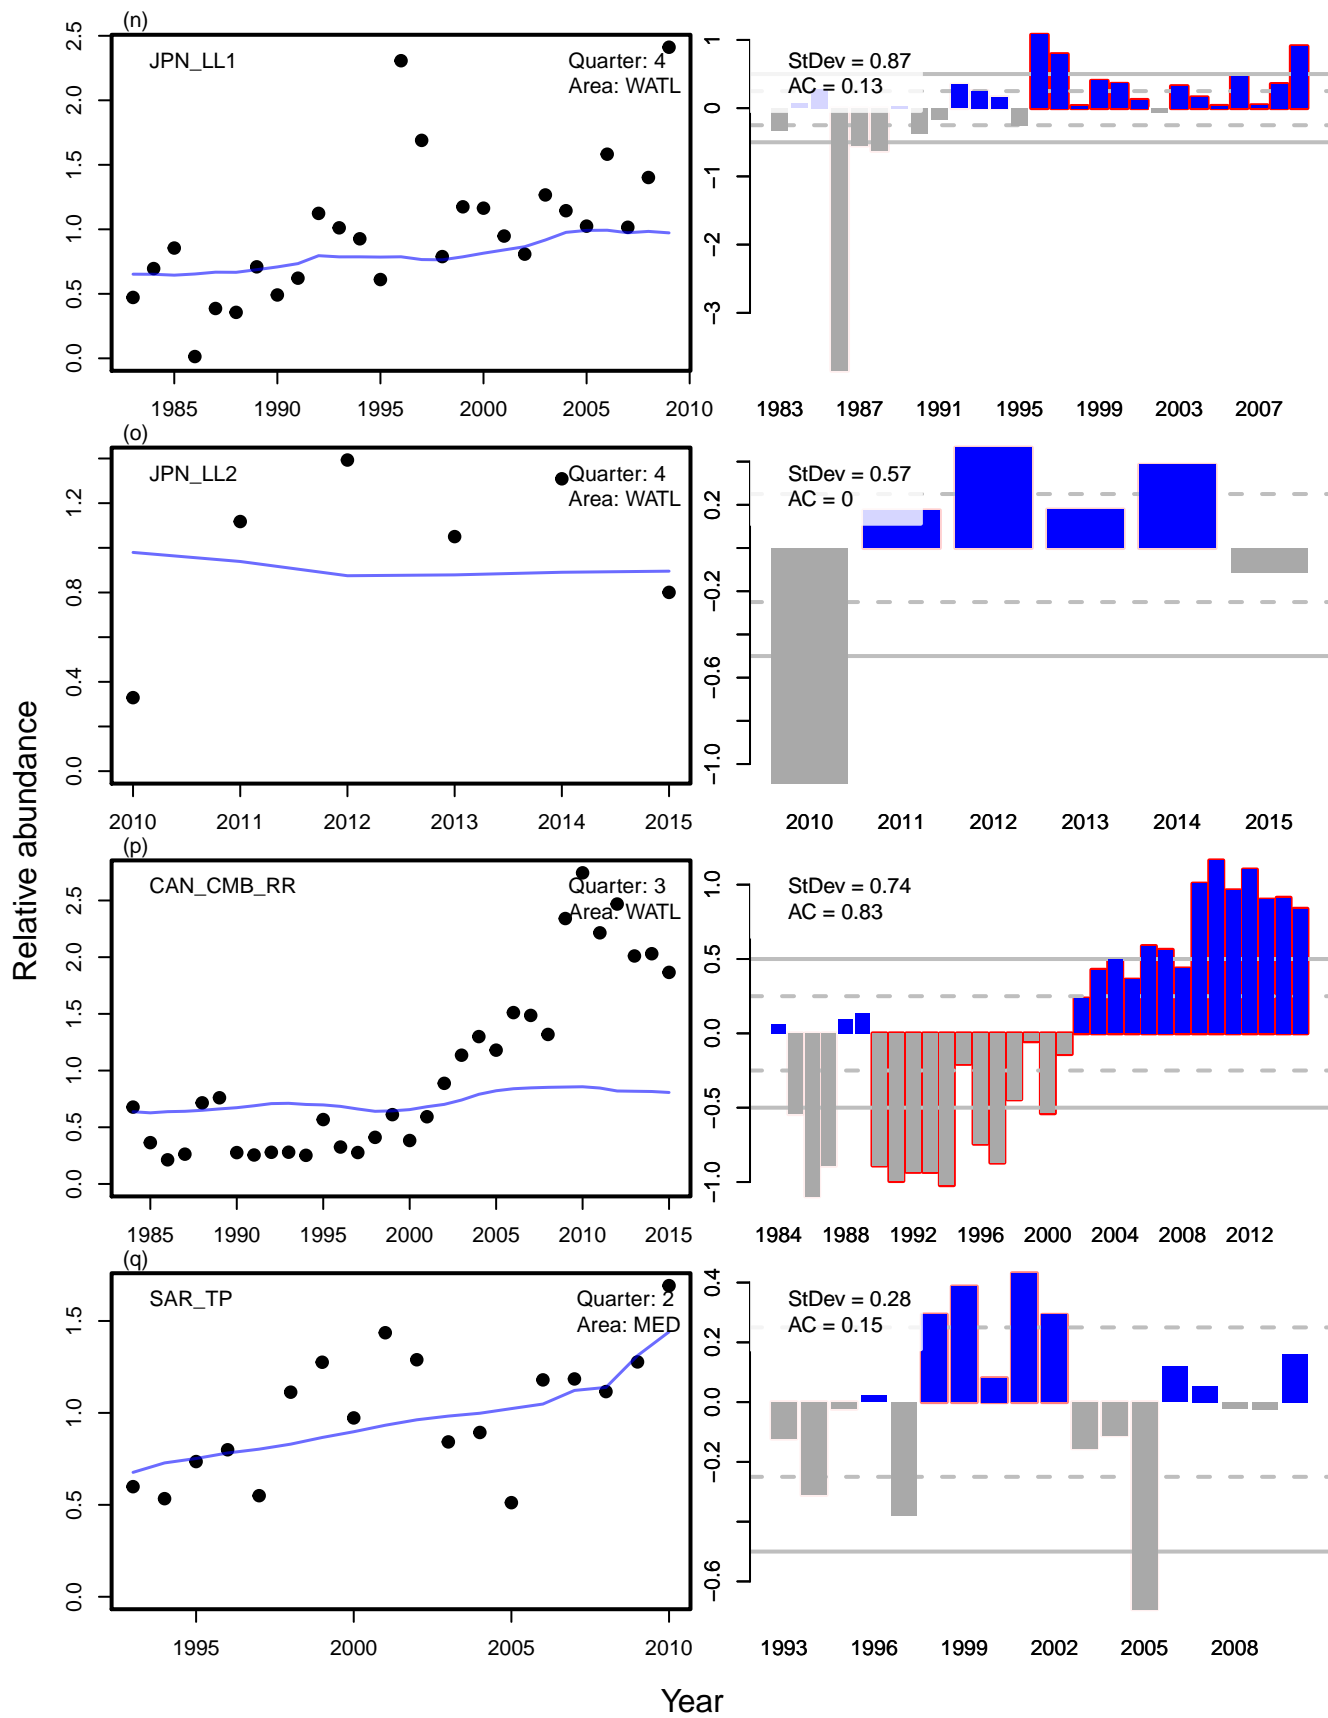 (n)
JPN_LL1
Quarter: 4
Area: WATL
0.0 0.5 1.0 1.5 2.0 2.5
1985 1990 1995 2000 2005 2010
StDev = 0.87
AC = 0.13
−3 −2 −1 0 1
1983 1987 1991 1995 1999 2003 2007
(o)
JPN_LL2
Quarter: 4
Area: WATL
0.0 0.4 0.8 1.2
2010 2011 2012 2013 2014 2015
StDev = 0.57
AC = 0
−1.0 −0.6 −0.2 0.2
2010 2011 2012 2013 2014 2015
(p)
CAN_CMB_RR
Quarter: 3
Area: WATL
0.0 0.5 1.0 1.5 2.0 2.5
1985 1990 1995 2000 2005 2010 2015
StDev = 0.74
AC = 0.83
−1.0 −0.5 0.0 0.5 1.0
1984 1988 1992 1996 2000 2004 2008 2012
(q)
SAR_TP
Quarter: 2
Area: MED
0.0 0.5 1.0 1.5
1995 2000 2005 2010
StDev = 0.28
AC = 0.15
−0.6 −0.2 0.0 0.2 0.4
1993 1996 1999 2002 2005 2008
Relative abundance
Year